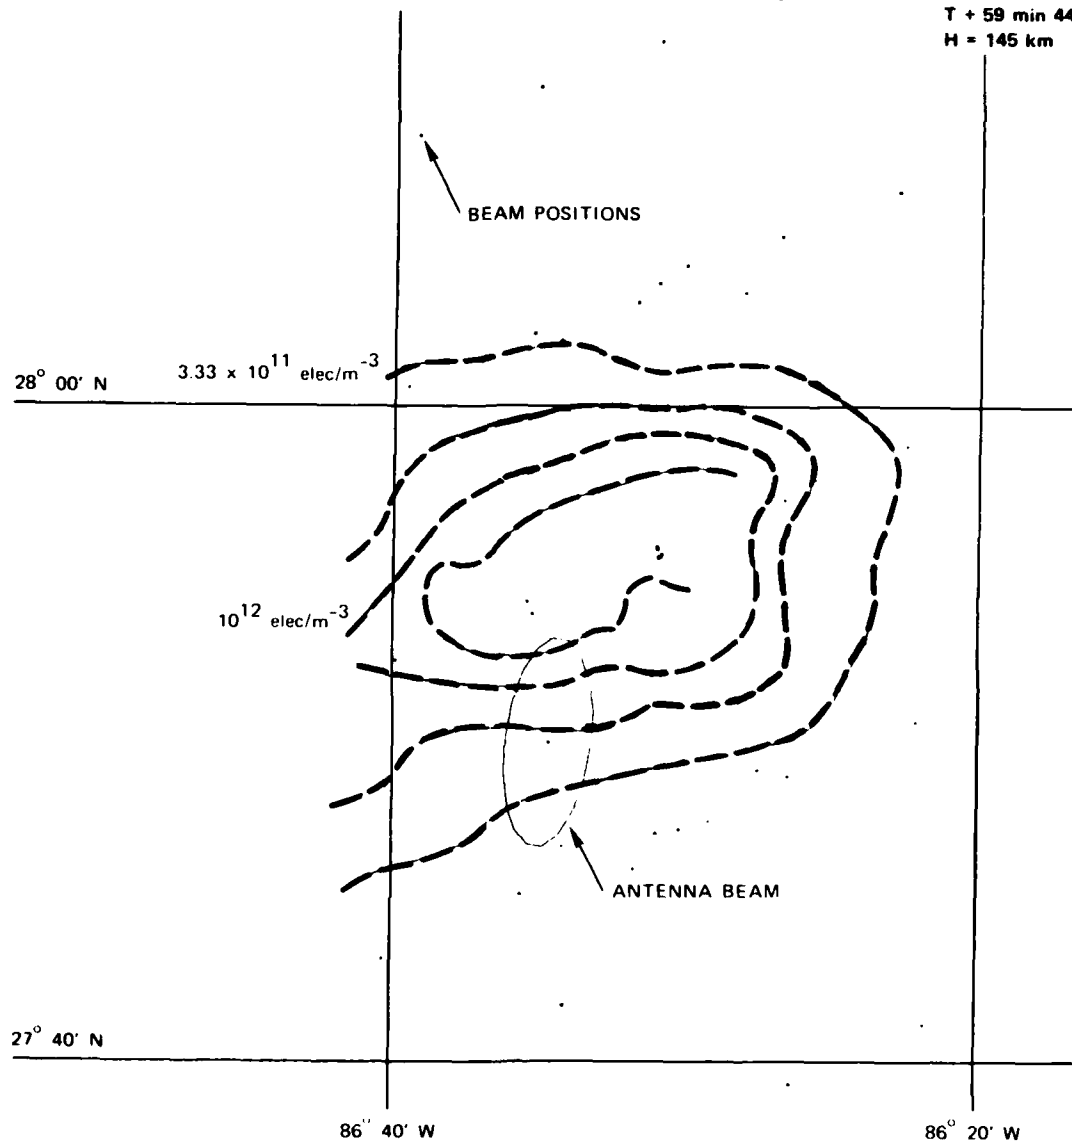 T + 59 min 44
H = 145 km
BEAM POSITIONS
3.33 x 10^11 elec/m^-3
28° 00' N
10^12 elec/m^-3
ANTENNA BEAM
27° 40' N
86° 40' W
86° 20' W